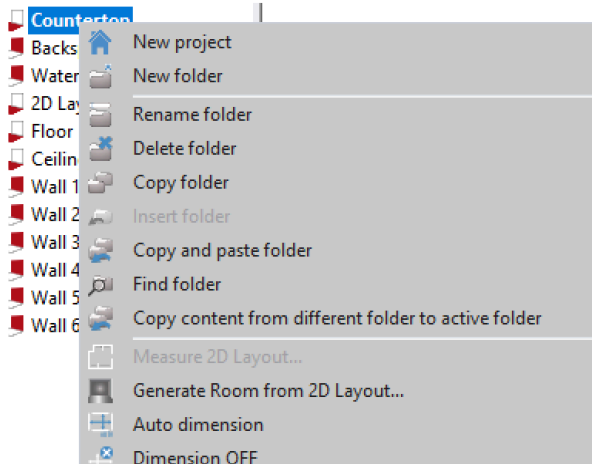 Countertop
Backs
Water
2D Lay
Floor
Ceilin
Wall 1
Wall 2
Wall 3
Wall 4
Wall 5
Wall 6
New project
New folder
Rename folder
Delete folder
Copy folder
Insert folder
Copy and paste folder
Find folder
Copy content from different folder to active folder
Measure 2D Layout...
Generate Room from 2D Layout...
Auto dimension
Dimension OFF